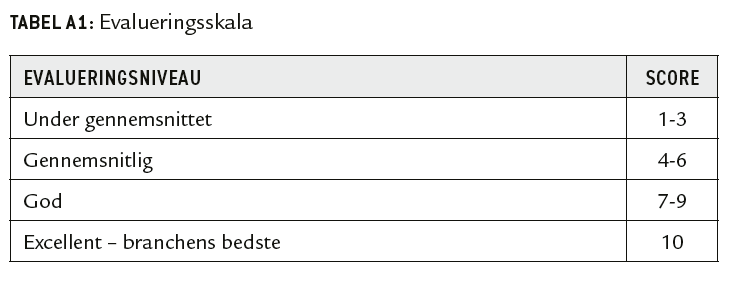 TABEL A1: Evalueringsskala
EVALUERINGSNIVEAU SCORE
Under gennemsnittet 1-3
Gennemsnitlig 4-6
God 7-9
Excellent – branchens bedste 10